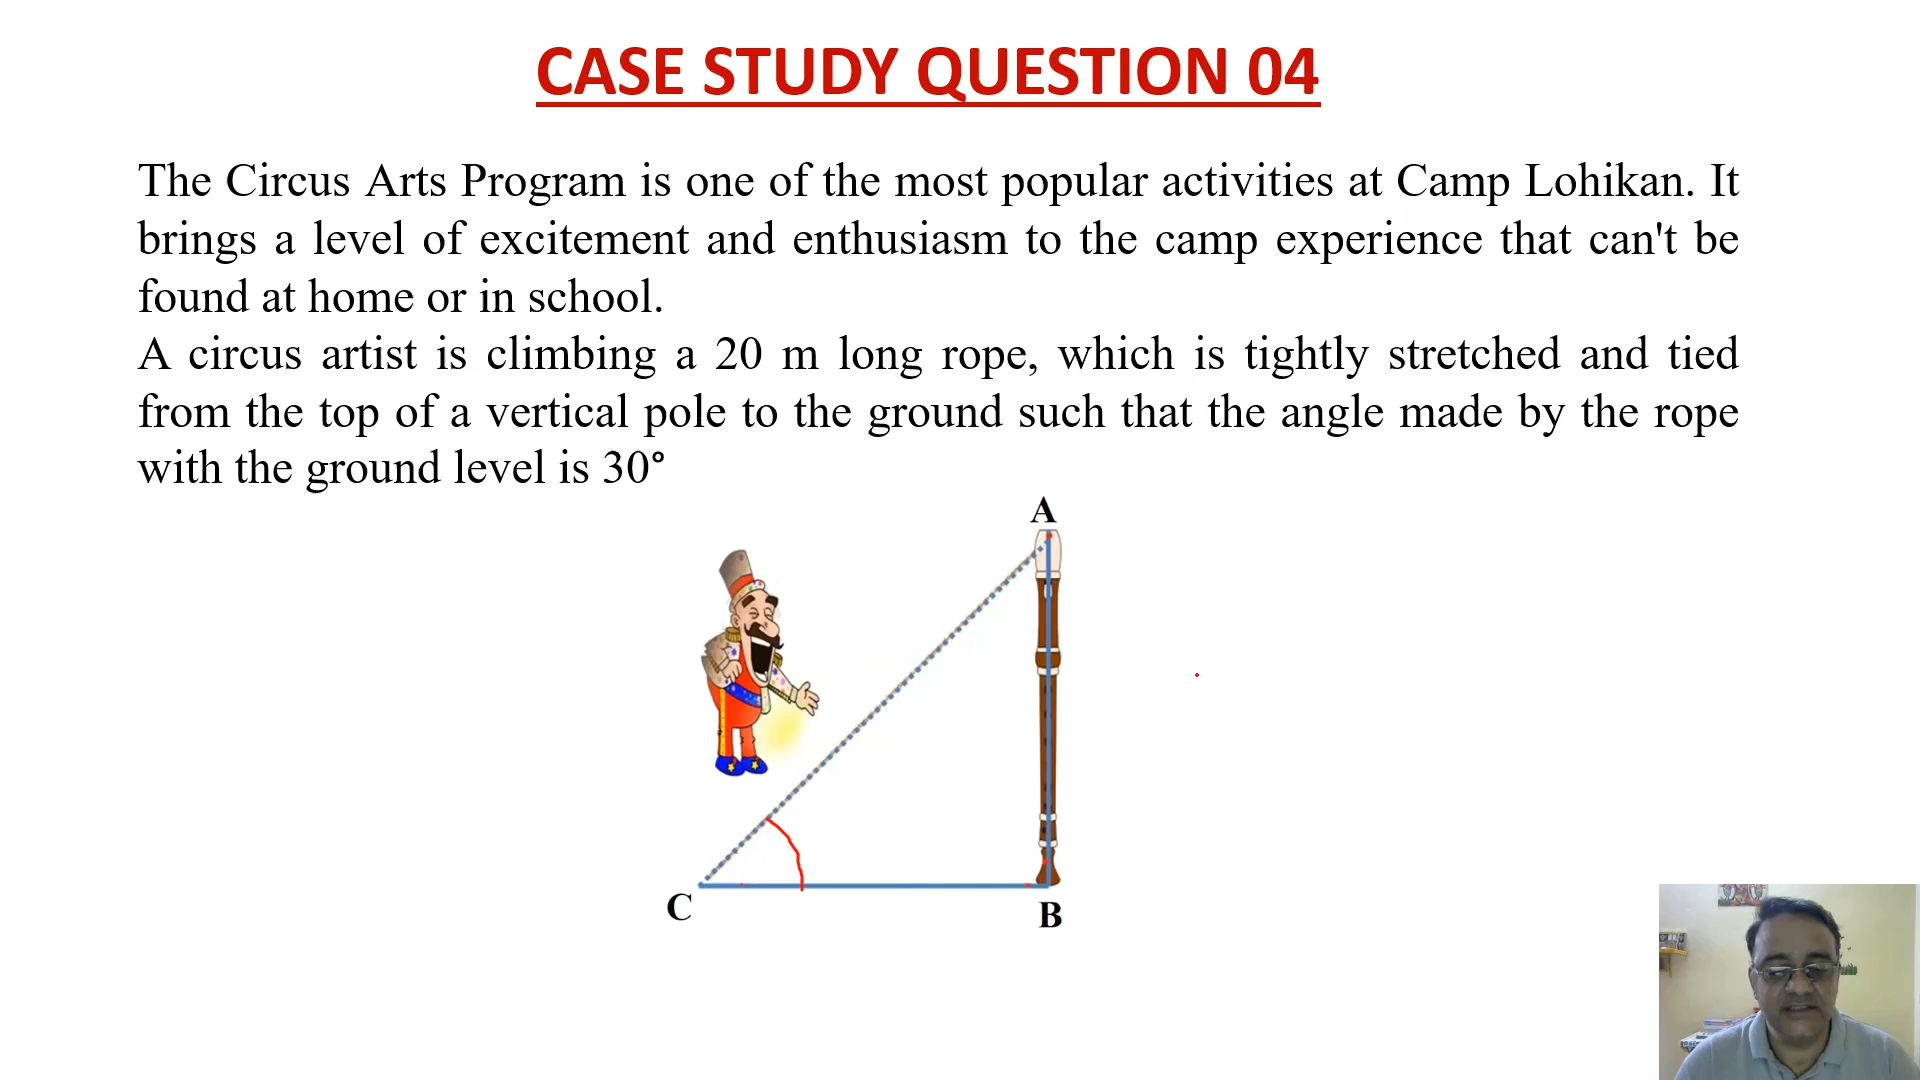 CASE STUDY QUESTION 04
The Circus Arts Program is one of the most popular activities at Camp Lohikan. It
brings a level of excitement and enthusiasm to the camp experience that can't be
found at home or in school.
A circus artist is climbing a 20 m long rope, which is tightly stretched and tied
from the top of a vertical pole to the ground such that the angle made by the rope
with the ground level is 30°
A
C
B